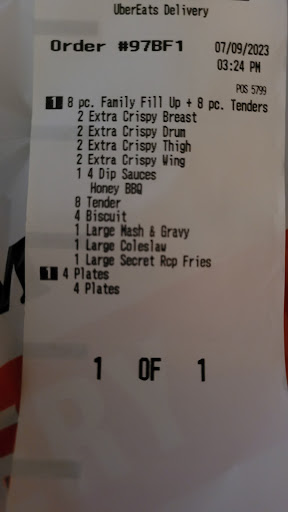 UberEats Delivery
Order #97BF1 07/09/2023
03:24 PM
POS 5799
1 8 pc. Family Fill Up + 8 pc. Tenders
2 Extra Crispy Breast
2 Extra Crispy Drum
2 Extra Crispy Thigh
2 Extra Crispy Wing
1 4 Dip Sauces
Honey BBQ
8 Tender
4 Biscuit
1 Large Mash & Gravy
1 Large Coleslaw
1 Large Secret Rcp Fries
1 4 Plates
4 Plates
1 OF 1